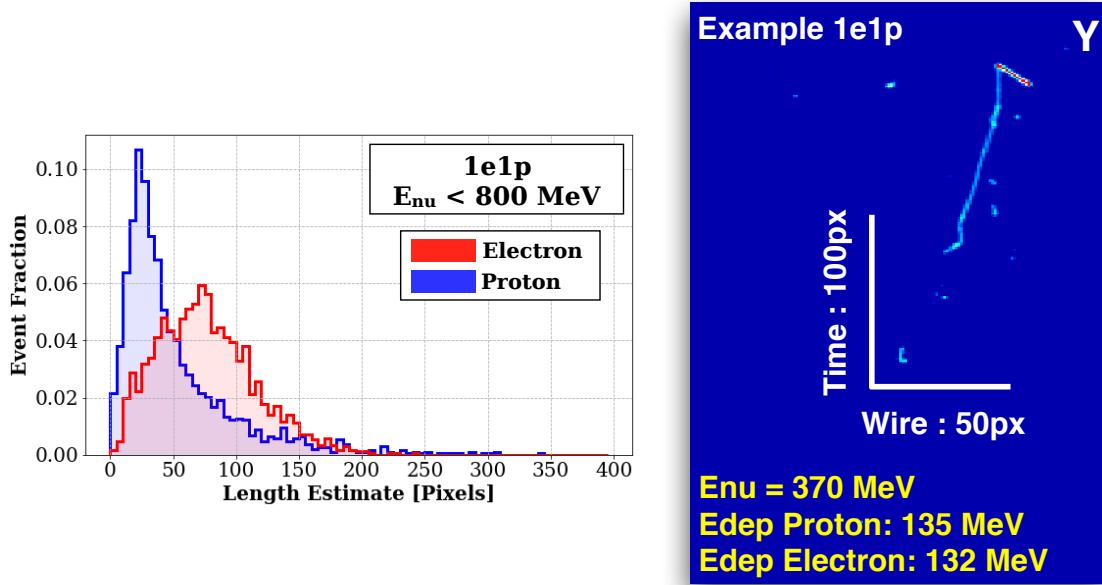 1e1p
E_nu < 800 MeV
Electron
Proton
Event Fraction
0.10
0.08
0.06
0.04
0.02
0.00
0
50
100
150
200
250
300
350
400
Length Estimate [Pixels]
Example 1e1p
Y
Time : 100px
Wire : 50px
Enu = 370 MeV
Edep Proton: 135 MeV
Edep Electron: 132 MeV